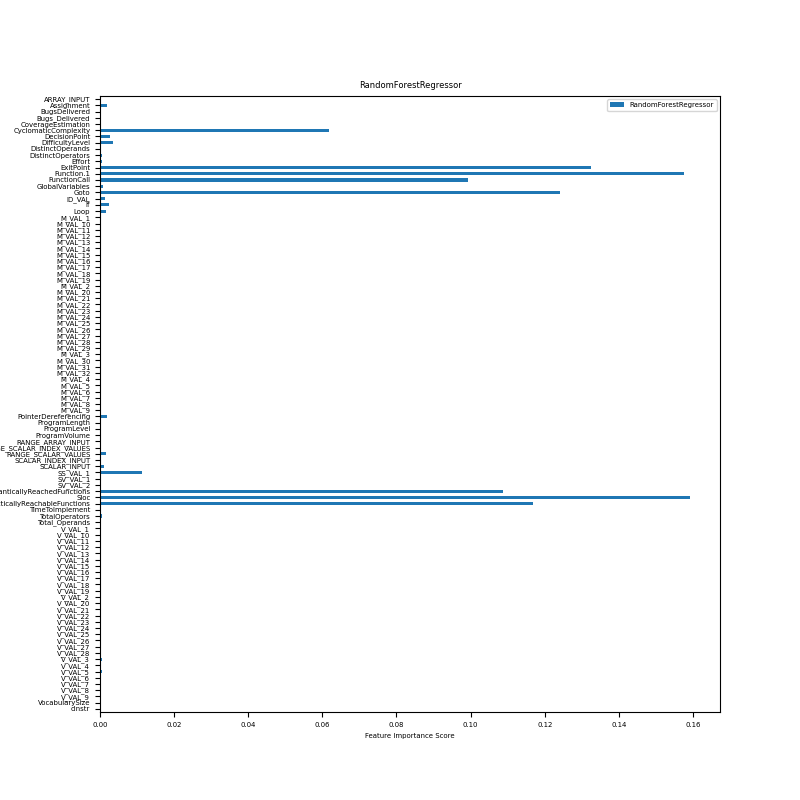 RandomForestRegressor
RandomForestRegressor
ARRAY_INPUT
Assignment
BugsDelivered
Bugs_Delivered
CoverageEstimation
CyclomaticComplexity
DecisionPoint
DifficultyLevel
DistinctOperands
DistinctOperators
Effort
ExitPoint
Function.1
FunctionCall
GlobalVariables
Goto
ID_VAL
If
Loop
M_VAL_1
M_VAL_10
M_VAL_11
M_VAL_12
M_VAL_13
M_VAL_14
M_VAL_15
M_VAL_16
M_VAL_17
M_VAL_18
M_VAL_19
M_VAL_2
M_VAL_20
M_VAL_21
M_VAL_22
M_VAL_23
M_VAL_24
M_VAL_25
M_VAL_26
M_VAL_27
M_VAL_28
M_VAL_29
M_VAL_3
M_VAL_30
M_VAL_31
M_VAL_32
M_VAL_4
M_VAL_5
M_VAL_6
M_VAL_7
M_VAL_8
M_VAL_9
PointerDereferencing
ProgramLength
ProgramLevel
ProgramVolume
RANGE_ARRAY_INPUT
E_SCALAR_INDEX_VALUES
RANGE_SCALAR_VALUES
SCALAR_INDEX_INPUT
SCALAR_INPUT
SS_VAL_1
SV_VAL_1
SV_VAL_2
anticallyReachedFunctions
Sloc
ticallyReachableFunctions
TimeToImplement
TotalOperators
Total_Operands
V_VAL_1
V_VAL_10
V_VAL_11
V_VAL_12
V_VAL_13
V_VAL_14
V_VAL_15
V_VAL_16
V_VAL_17
V_VAL_18
V_VAL_19
V_VAL_2
V_VAL_20
V_VAL_21
V_VAL_22
V_VAL_23
V_VAL_24
V_VAL_25
V_VAL_26
V_VAL_27
V_VAL_28
V_VAL_3
V_VAL_4
V_VAL_5
V_VAL_6
V_VAL_7
V_VAL_8
V_VAL_9
VocabularySize
cinstr
0.00 0.02 0.04 0.06 0.08 0.10 0.12 0.14 0.16
Feature Importance Score